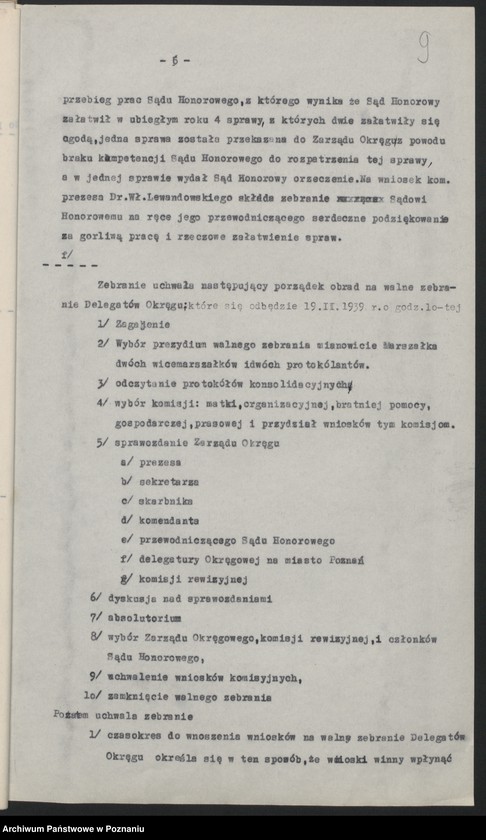 9
- 5 -
przebieg prac Sądu Honorowego,z którego wynika że Sąd Honorowy
załatwił w ubiegłym roku 4 sprawy, z których dwie załatwiły się
ugodą,jedna sprawa została przekazana do Zarządu Okręgu z powodu
braku kompetencji Sądu Honorowego do rozpatrzenia tej sprawy,
a w jednej sprawie wydał Sąd Honorowy orzeczenie.Na wniosek kom.
prezesa Dr.Wł.Lewandowskiego składa zebranie Sądowi
Honorowemu na ręce jego przewodniczącego serdeczne podziękowanie
za gorliwą pracę i rzeczowe załatwienie spraw.
f/
-----
Zebranie uchwala następujący porządek obrad na walne zebra-
nie Delegatów Okręgu;które się odbędzie 19.II.1939 r.o godz.lo-tej
1/ Zagajenie
2/ Wybór prezydium walnego zebrania mianowicie Marszałka
dwóch wicemarszałków idwóch protokólantów.
3/ odczytanie protokółów konsolidacyjnych
4/ wybór komisji: matki,organizacyjnej,bratniej pomocy,
gospodarczej,prasowej i przydział wniosków tym komisjom.
5/ sprawozdanie Zarządu Okręgu
a/ prezesa
b/ sekretarza
c/ skarbnika
d/ komendanta
e/ przewodniczącego Sądu Honorowego
f/ delegatury Okręgowej na miasto Poznań
g/ komisji rewizyjnej
6/ dyskusja nad sprawozdaniami
7/ absolutorium
8/ wybór Zarządu Okręgowego,komisji rewizyjnej,i członków
Sądu Honorowego,
9/ uchwalenie wniosków komisyjnych,
lo/ zamknięcie walnego zebrania
Pozatem uchwala zebranie
1/ czasokres do wnoszenia wniosków na walne zebranie Delegatów
Okręgu określa się w ten sposób,że wnioski winny wpłynąć
Archiwum Państwowe w Poznaniu